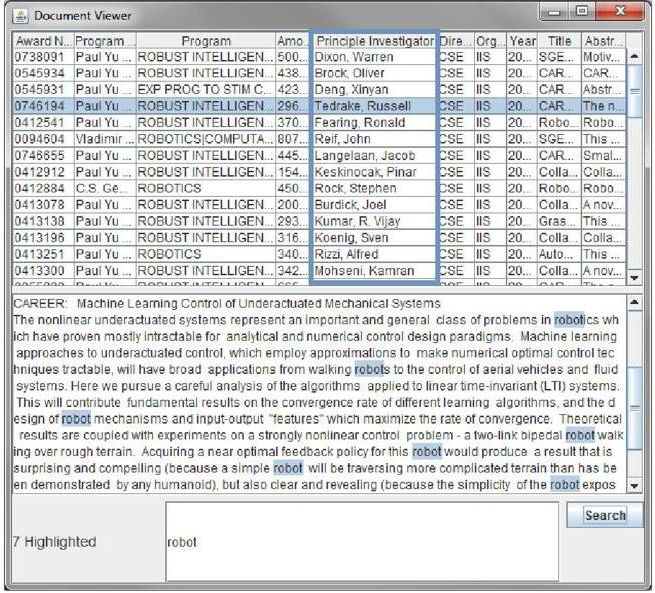 Document Viewer
Award N... Program ... Program Amo... Principle Investigator Dire... Org... Year Title Abstr...
0738091 Paul Yu ... ROBUST INTELLIGEN... 500... Dixon, Warren CSE IIS 20... SGE... Motiv...
0545934 Paul Yu ... ROBUST INTELLIGEN... 438... Brock, Oliver CSE IIS 20... CAR... CAR...
0545931 Paul Yu ... EXP PROG TO STIM C... 423... Deng, Xinyan CSE IIS 20... CAR... Abstr...
0746194 Paul Yu ... ROBUST INTELLIGEN... 296... Tedrake, Russell CSE IIS 20... CAR... The n...
0412541 Paul Yu ... ROBUST INTELLIGEN... 370... Fearing, Ronald CSE IIS 20... Robo... Robo...
0094604 Vladimir ... ROBOTICS|COMPUTA... 807... Reif, John CSE IIS 20... SGE... This ...
0746655 Paul Yu ... ROBUST INTELLIGEN... 445... Langelaan, Jacob CSE IIS 20... CAR... Smal...
0412912 Paul Yu ... ROBUST INTELLIGEN... 154... Keskinocak, Pinar CSE IIS 20... Colla... Colla...
0412884 C.S. Ge... ROBOTICS 450... Rock, Stephen CSE IIS 20... Robo... Robo...
0413078 Paul Yu ... ROBUST INTELLIGEN... 200... Burdick, Joel CSE IIS 20... Colla... A nov...
0413138 Paul Yu ... ROBUST INTELLIGEN... 293... Kumar, R. Vijay CSE IIS 20... Gras... This ...
0413196 Paul Yu ... ROBUST INTELLIGEN... 316... Koenig, Sven CSE IIS 20... Colla... Colla...
0413251 Paul Yu ... ROBOTICS 340... Rizzi, Alfred CSE IIS 20... Auto... This ...
0413300 Paul Yu ... ROBUST INTELLIGEN... 342... Mohseni, Kamran CSE IIS 20... Colla... A nov...
CAREER: Machine Learning Control of Underactuated Mechanical Systems
The nonlinear underactuated systems represent an important and general class of problems in robotics wh
ich have proven mostly intractable for analytical and numerical control design paradigms. Machine learning
approaches to underactuated control, which employ approximations to make numerical optimal control tec
hniques tractable, will have broad applications from walking robots to the control of aerial vehicles and fluid
systems. Here we pursue a careful analysis of the algorithms applied to linear time-invariant (LTI) systems.
This will contribute fundamental results on the convergence rate of different learning algorithms, and the d
esign of robot mechanisms and input-output "features" which maximize the rate of convergence. Theoretical
results are coupled with experiments on a strongly nonlinear control problem - a two-link bipedal robot walk
ing over rough terrain. Acquiring a near optimal feedback policy for this robot would produce a result that is
surprising and compelling (because a simple robot will be traversing more complicated terrain than has be
en demonstrated by any humanoid), but also clear and revealing (because the simplicity of the robot expos
Search
7 Highlighted
robot